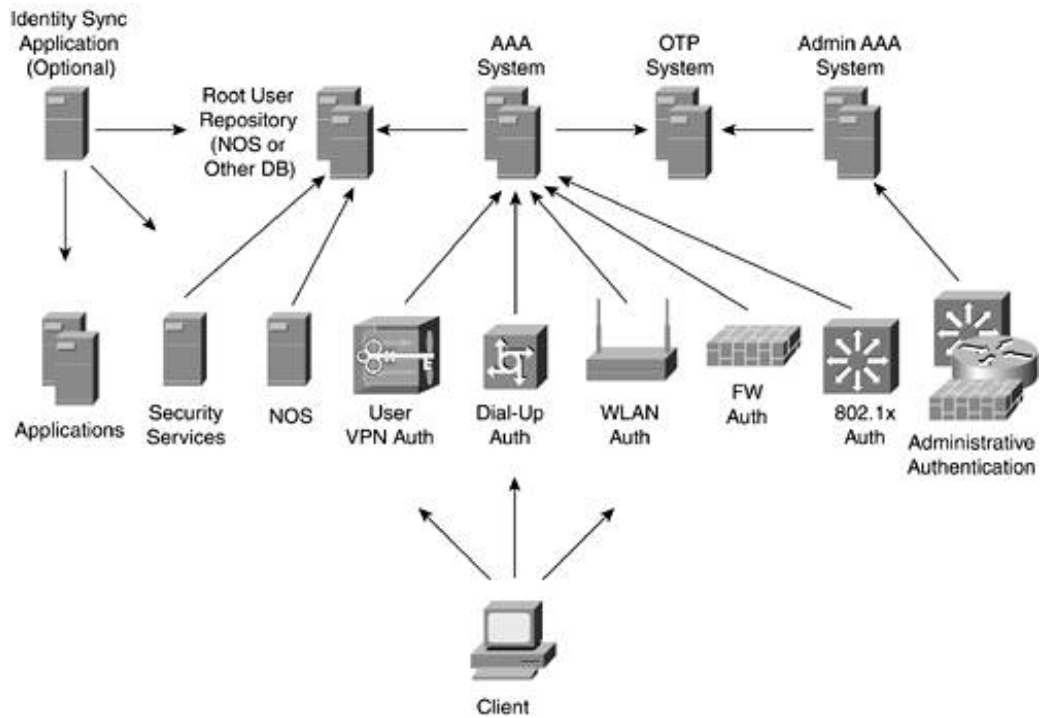 Identity Sync
Application
(Optional)
Root User
Repository
(NOS or
Other DB)
AAA
System
OTP
System
Admin AAA
System
Applications
Security
Services
NOS
User
VPN Auth
Dial-Up
Auth
WLAN
Auth
FW
Auth
802.1x
Auth
Administrative
Authentication
Client